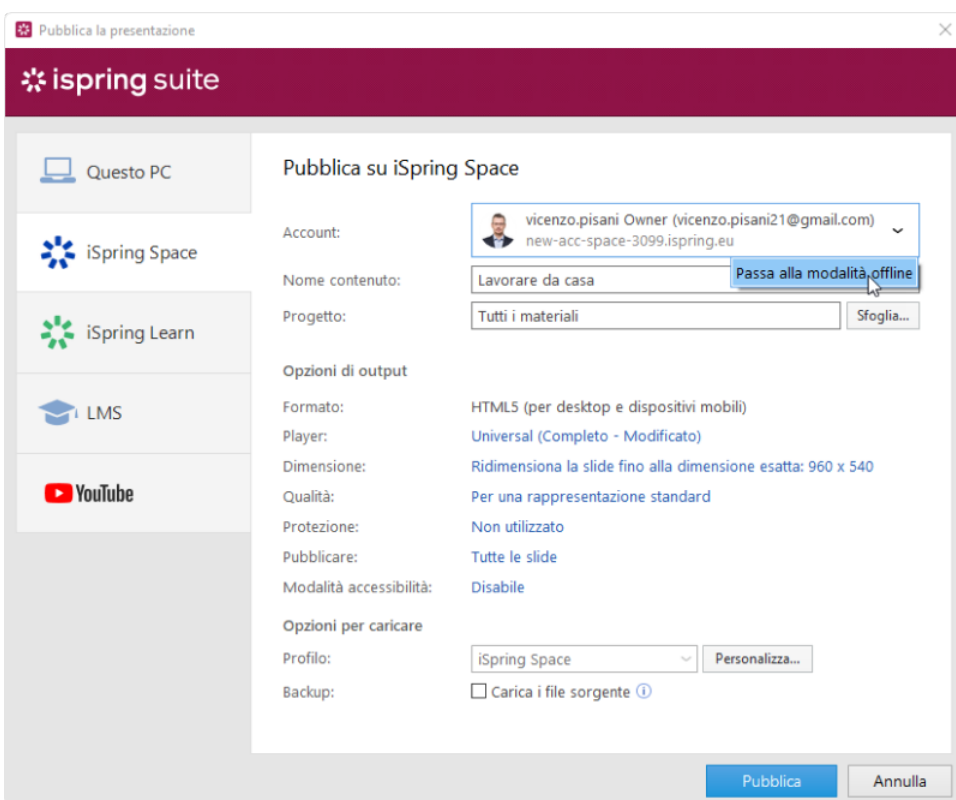 Pubblica la presentazione
ispring suite
Questo PC
iSpring Space
iSpring Learn
LMS
YouTube
Pubblica su iSpring Space
Account:
vicenzo.pisani Owner (vicenzo.pisani21@gmail.com)
new-acc-space-3099.ispring.eu
Passa alla modalità offline
Nome contenuto: Lavorare da casa
Progetto: Tutti i materiali Sfoglia...
Opzioni di output
Formato: HTML5 (per desktop e dispositivi mobili)
Player: Universal (Completo - Modificato)
Dimensione: Ridimensiona la slide fino alla dimensione esatta: 960 x 540
Qualità: Per una rappresentazione standard
Protezione: Non utilizzato
Pubblicare: Tutte le slide
Modalità accessibilità: Disabile
Opzioni per caricare
Profilo: iSpring Space Personalizza...
Backup: Carica i file sorgente
Pubblica Annulla